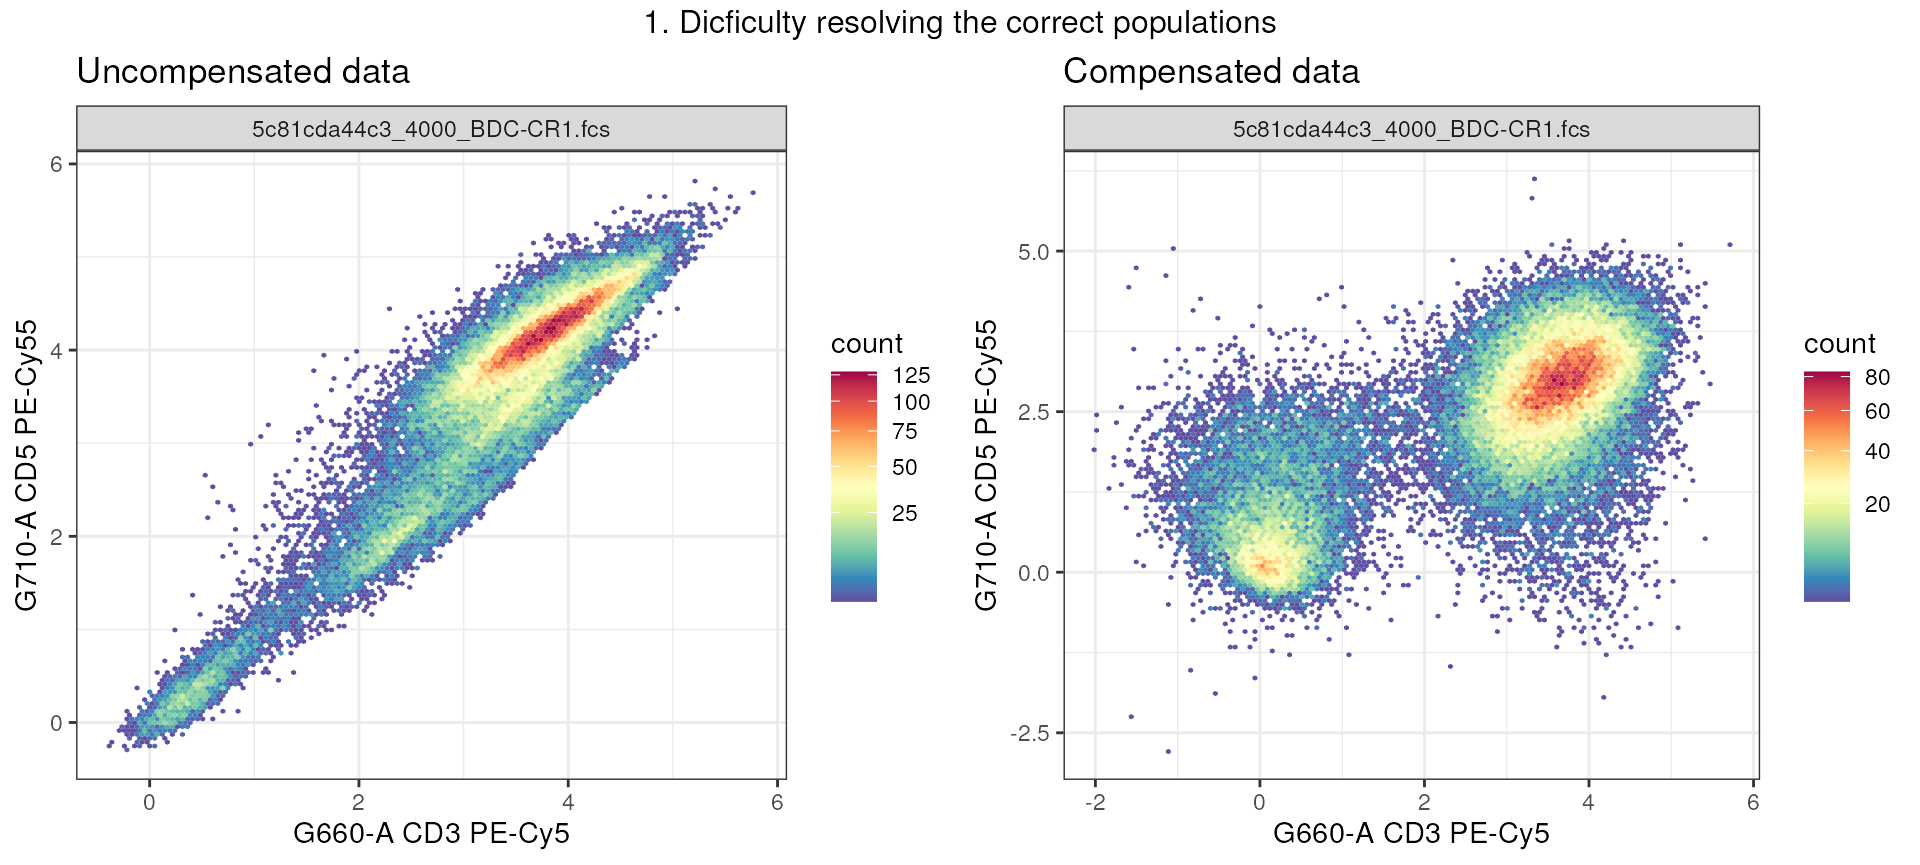 1. Dicficulty resolving the correct populations
Uncompensated data
5c81cda44c3_4000_BDC-CR1.fcs
6
4
2
0
0
2
4
6
G710-A CD5 PE-Cy55
G660-A CD3 PE-Cy5
count
125
100
75
50
25
Compensated data
5c81cda44c3_4000_BDC-CR1.fcs
5.0
2.5
0.0
-2.5
-2
0
2
4
6
G710-A CD5 PE-Cy55
G660-A CD3 PE-Cy5
count
80
60
40
20